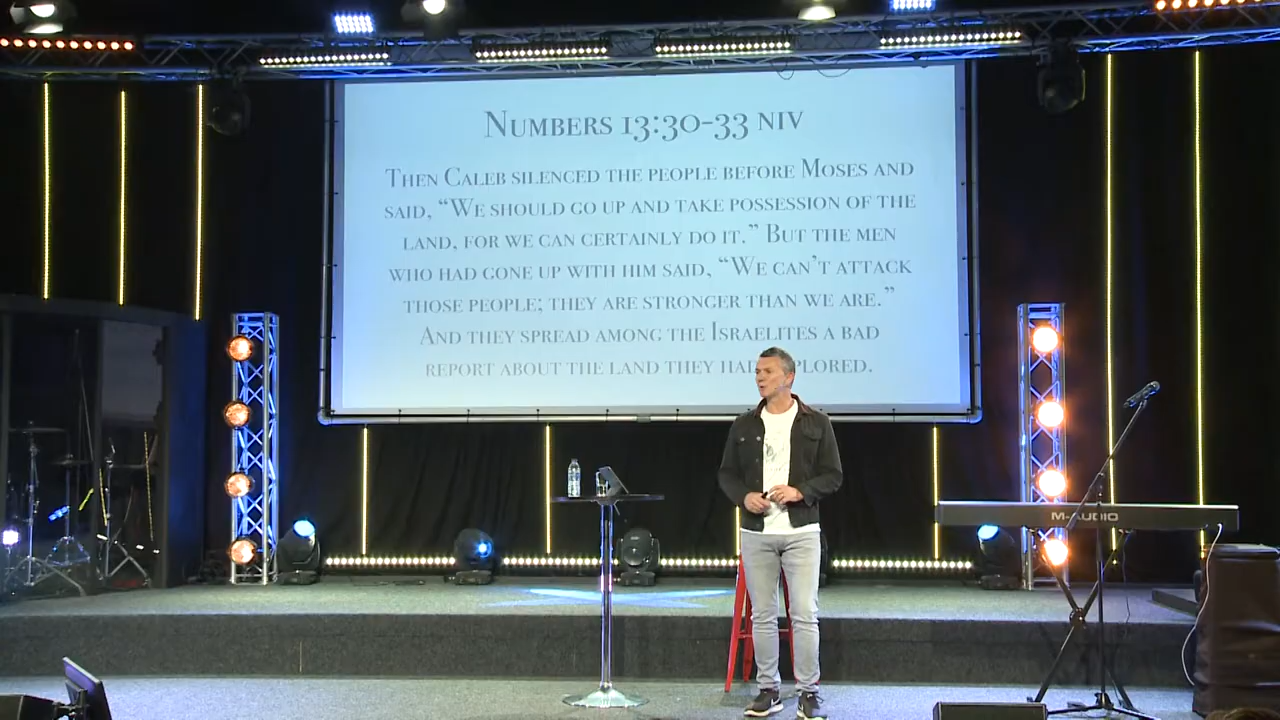 Numbers 13:30-33 NIV
Then Caleb silenced the people before Moses and
said, “We should go up and take possession of the
land, for we can certainly do it.” But the men
who had gone up with him said, “We can’t attack
those people; they are stronger than we are.”
And they spread among the Israelites a bad
report about the land they had
M-AUDIO